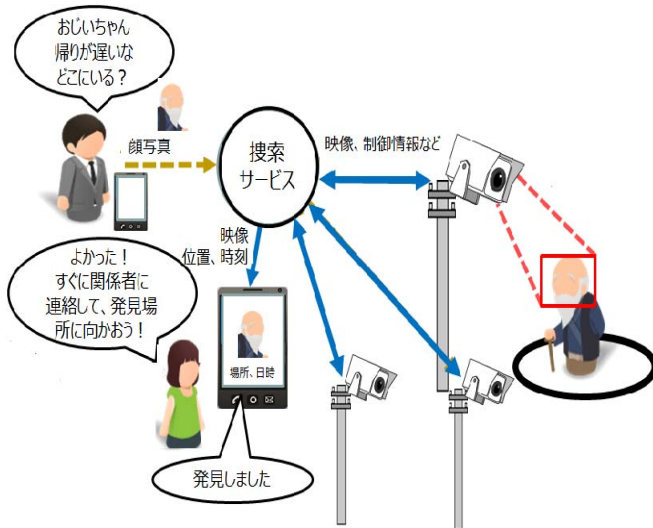 おじいちゃん
帰りが遅いな
どこにいる？
顔写真
捜索
サービス
映像、制御情報など
映像
位置、時刻
よかった！
すぐに関係者に
連絡して、発見場
所に向かおう！
場所、日時
発見しました